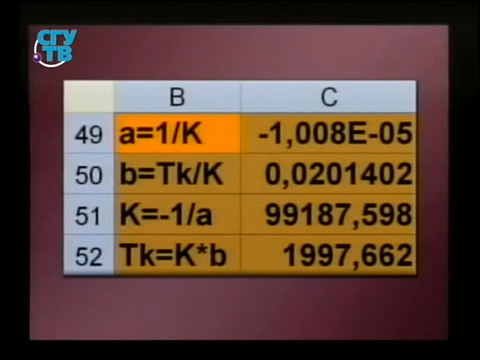 СГУ
ТВ
B C
49 a=1/K -1,008E-05
50 b=Tk/K 0,0201402
51 K=-1/a 99187,598
52 Tk=K*b 1997,662